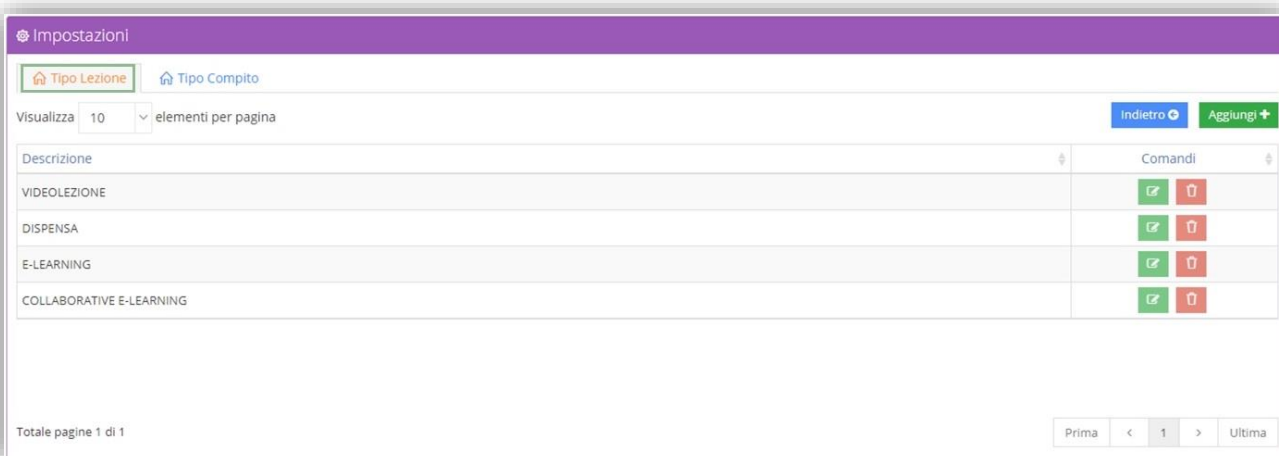 Impostazioni
Tipo Lezione Tipo Compito
Visualizza 10 elementi per pagina Indietro Aggiungi
Descrizione Comandi
VIDEOLEZIONE
DISPENSA
E-LEARNING
COLLABORATIVE E-LEARNING
Totale pagine 1 di 1 Prima < 1 > Ultima